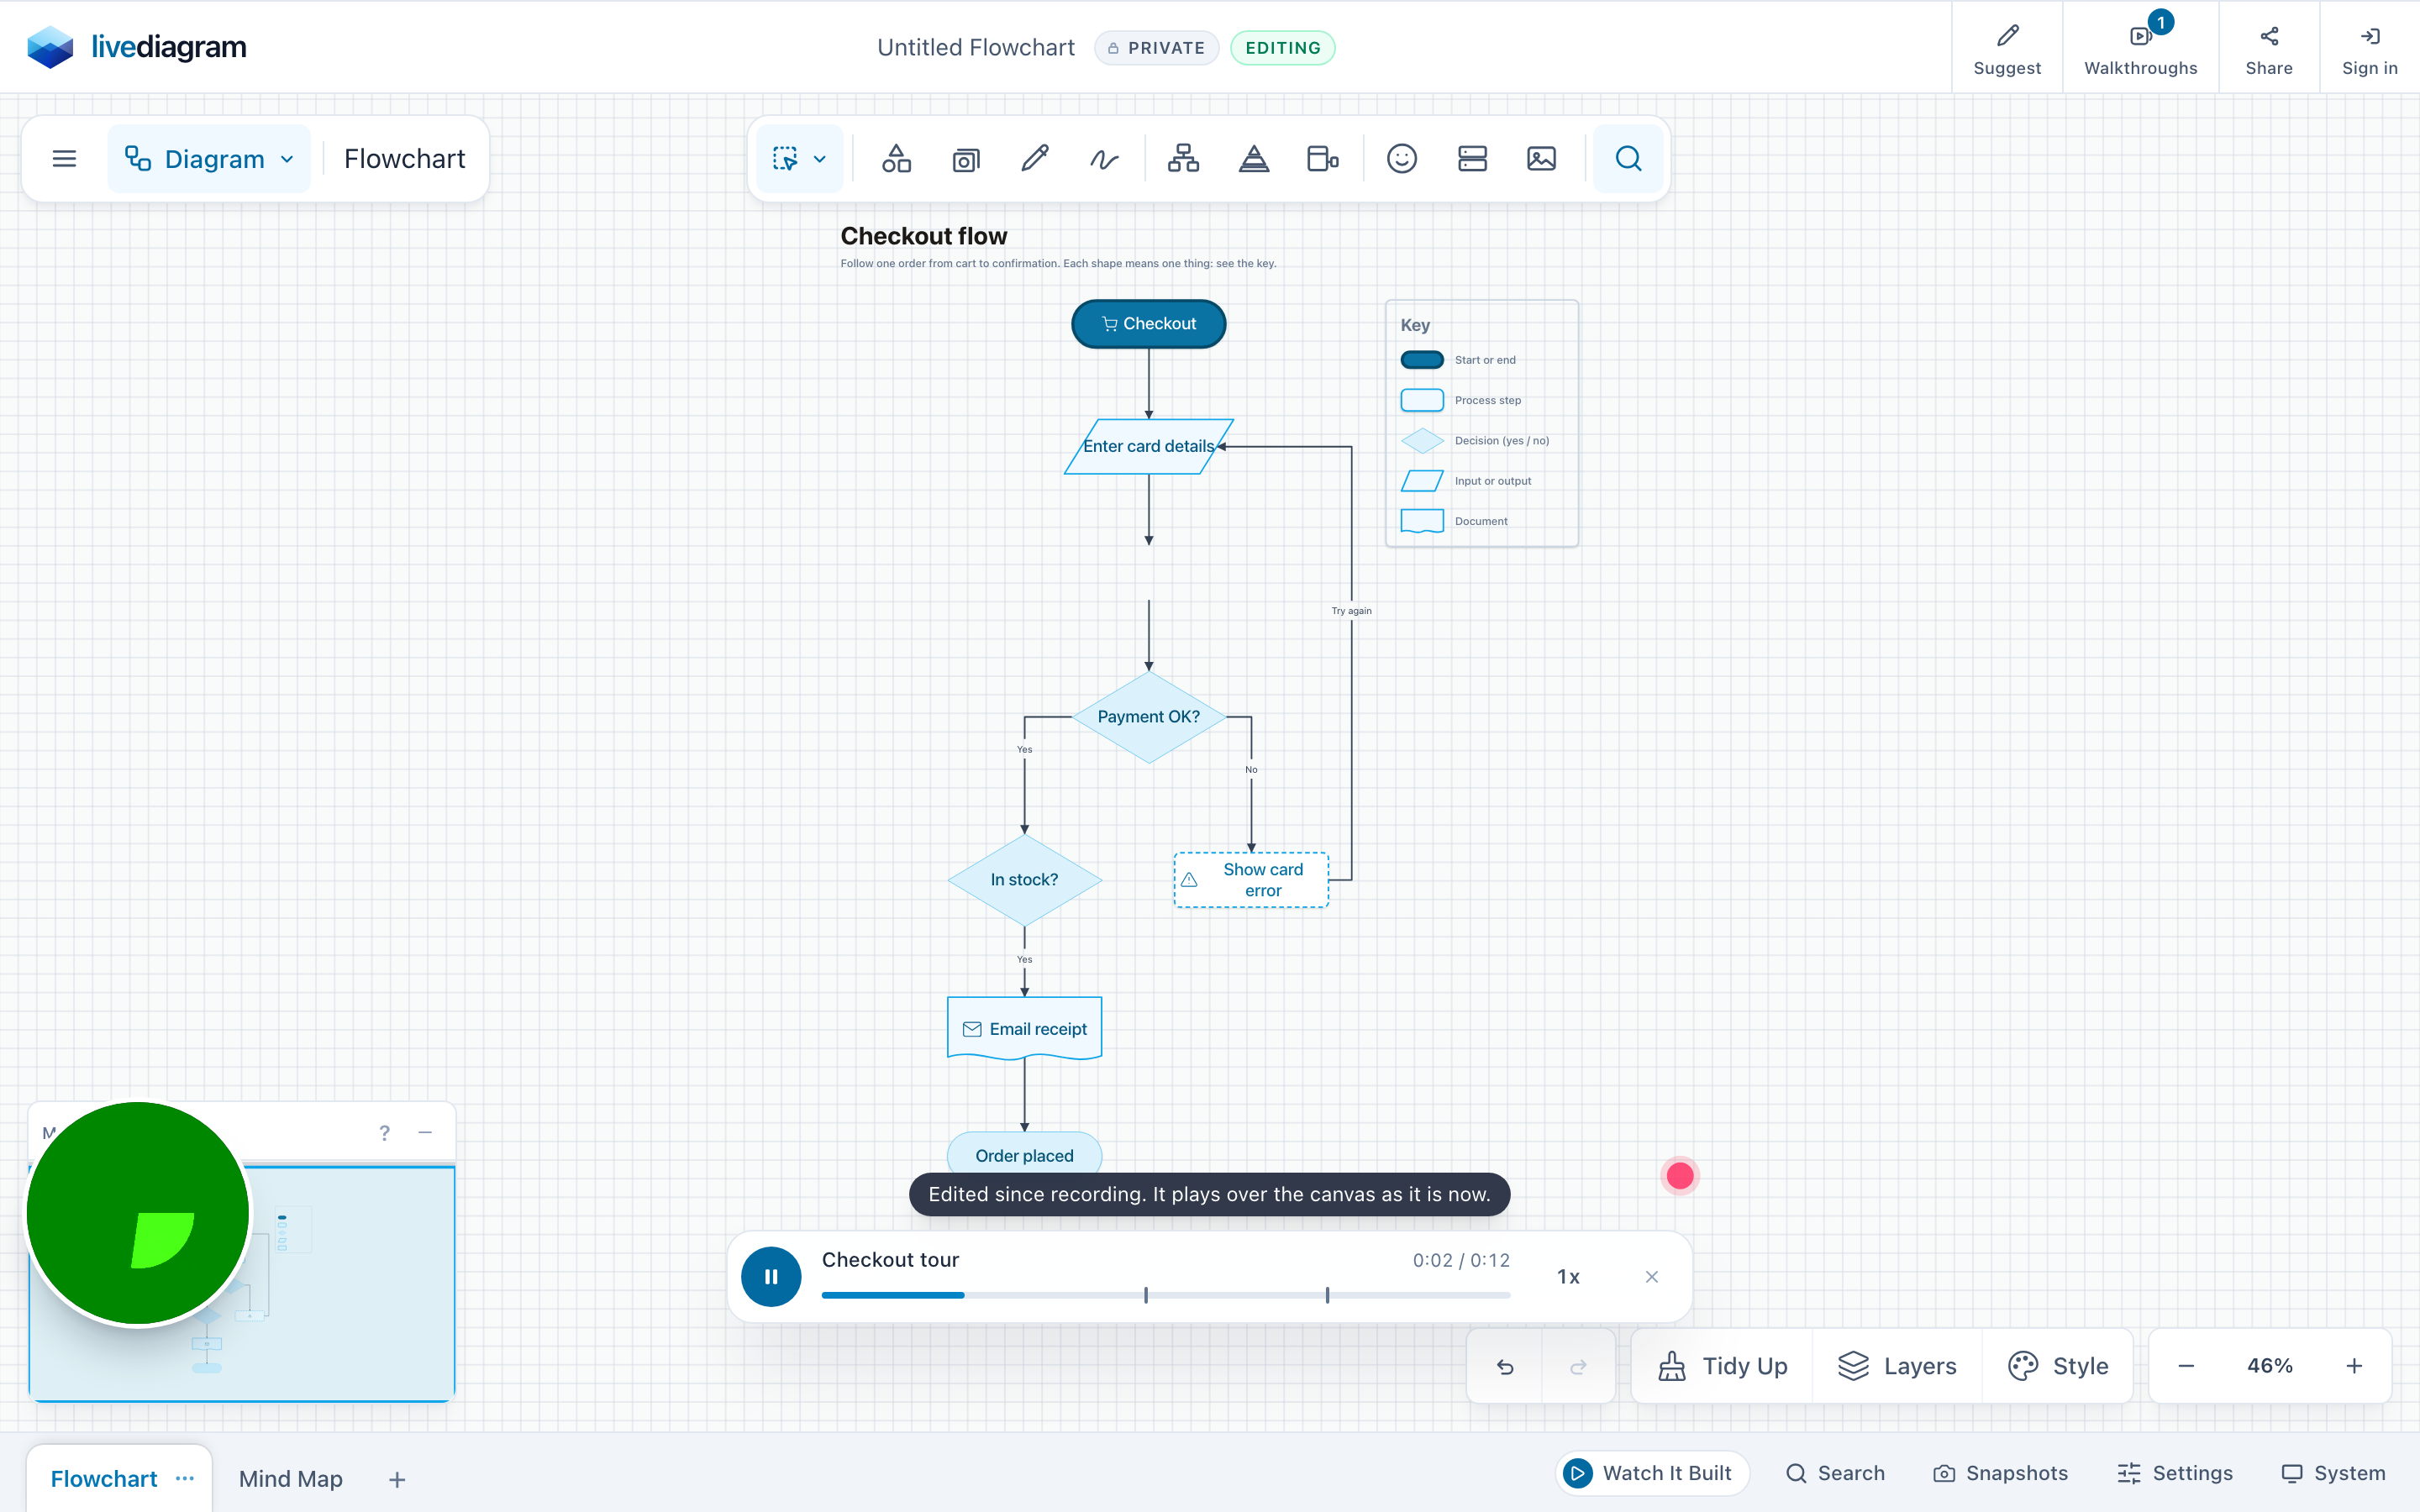 livediagram
Untitled Flowchart
PRIVATE
EDITING
Suggest
1
Walkthroughs
Share
Sign in
Diagram
Flowchart
Checkout flow
Follow one order from cart to confirmation. Each shape means one thing: see the key.
Checkout
Key
Start or end
Process step
Decision (yes / no)
Input or output
Document
Enter card details
Try again
Payment OK?
Yes
No
In stock?
Show card
error
Yes
Email receipt
Order placed
?
Edited since recording. It plays over the canvas as it is now.
Checkout tour
0:02 / 0:12
1x
Tidy Up
Layers
Style
46%
Flowchart
Mind Map
Watch It Built
Search
Snapshots
Settings
System